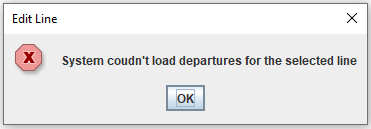 Edit Line
System coudn't load departures for the selected line
OK